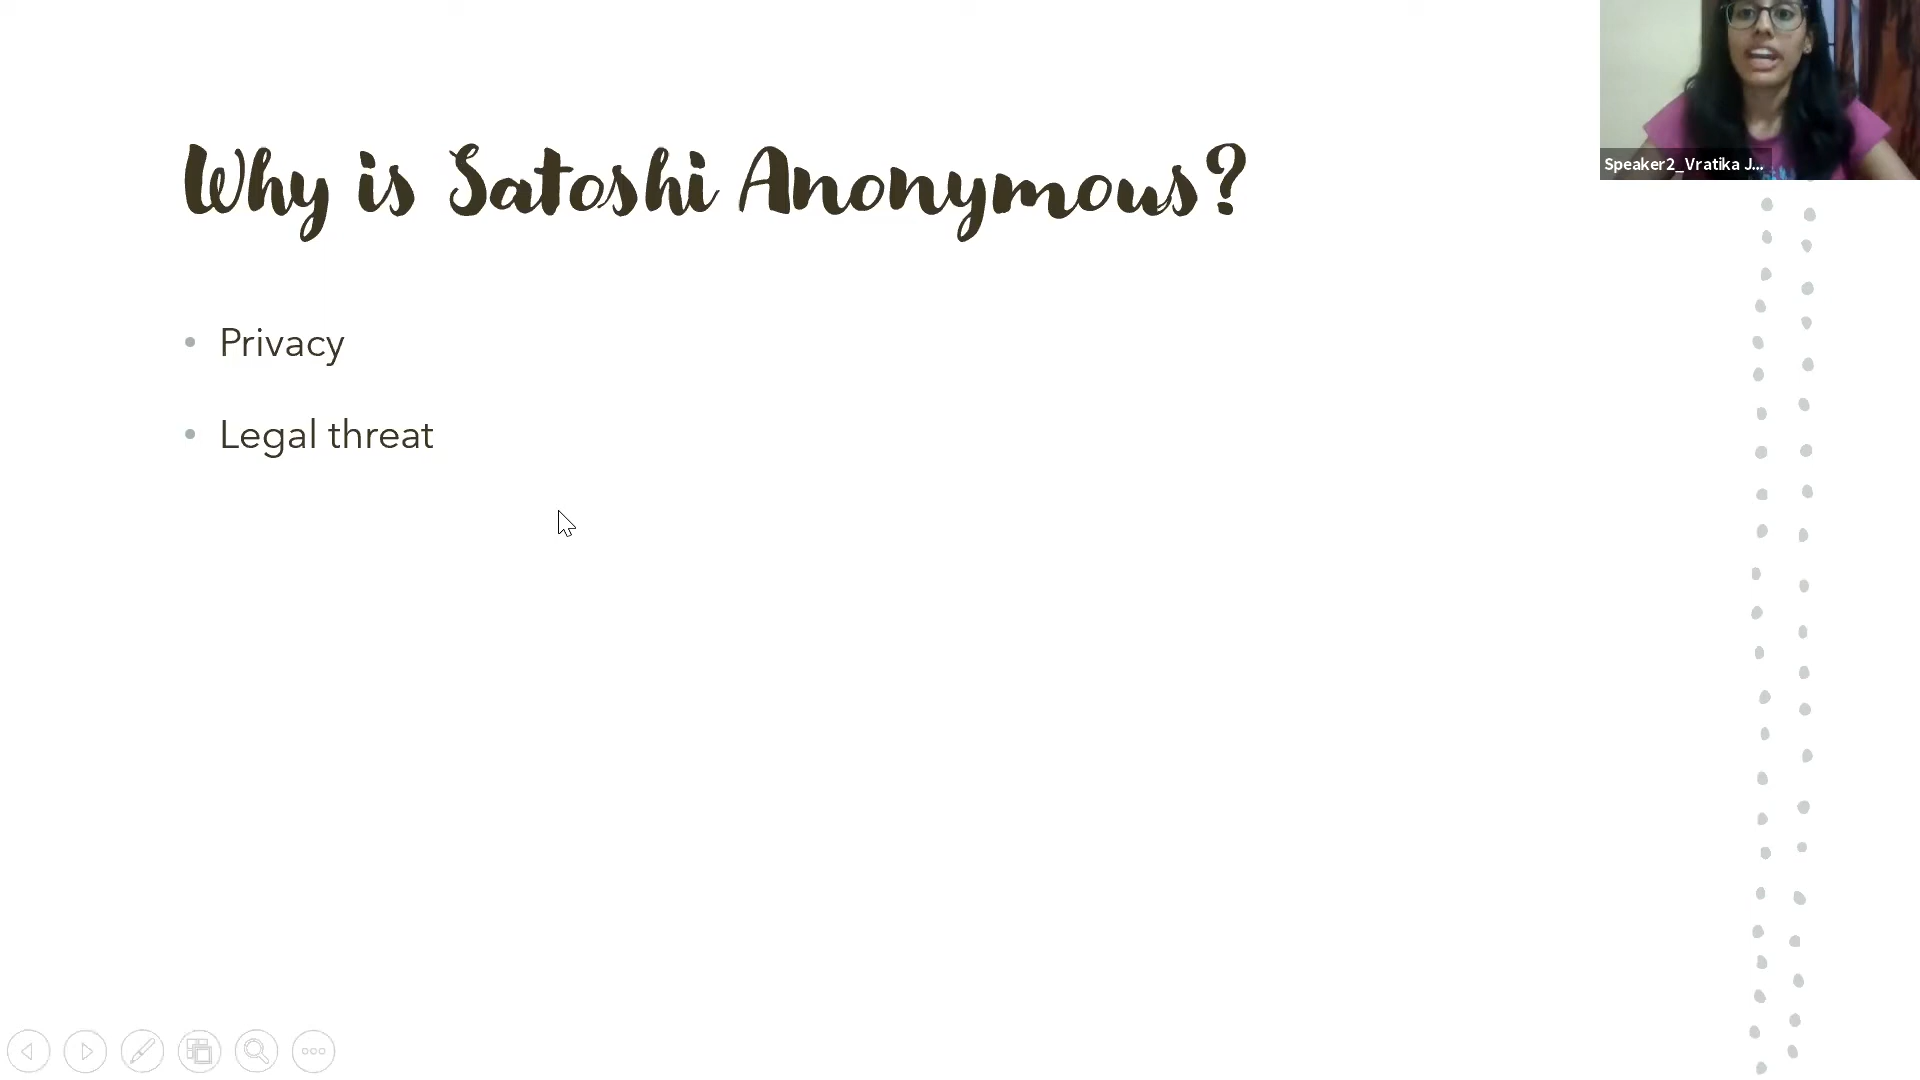 Why is Satoshi Anonymous?
• Privacy
• Legal threat
Speaker2_Vratika J...